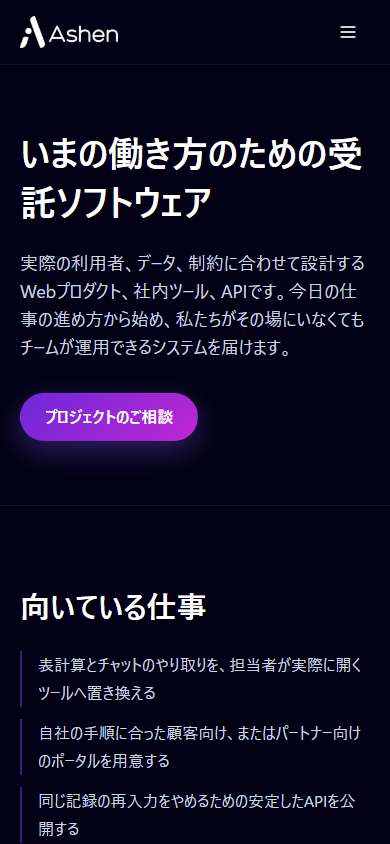 Ashen
いまの働き方のための受
託ソフトウェア
実際の利用者、データ、制約に合わせて設計する
Webプロダクト、社内ツール、APIです。今日の仕
事の進め方から始め、私たちがその場にいなくても
チームが運用できるシステムを届けます。
プロジェクトのご相談
向いている仕事
表計算とチャットのやり取りを、担当者が実際に開く
ツールへ置き換える
自社の手順に合った顧客向け、またはパートナー向け
のポータルを用意する
同じ記録の再入力をやめるための安定したAPIを公
開する